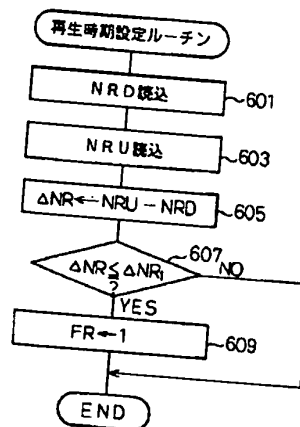 再生時期設定ルーチン
NRD読込
601
NRU読込
603
ΔNR←NRU－NRD
605
607
ΔNR≦ΔNR₁
?
NO
YES
FR←1
609
END